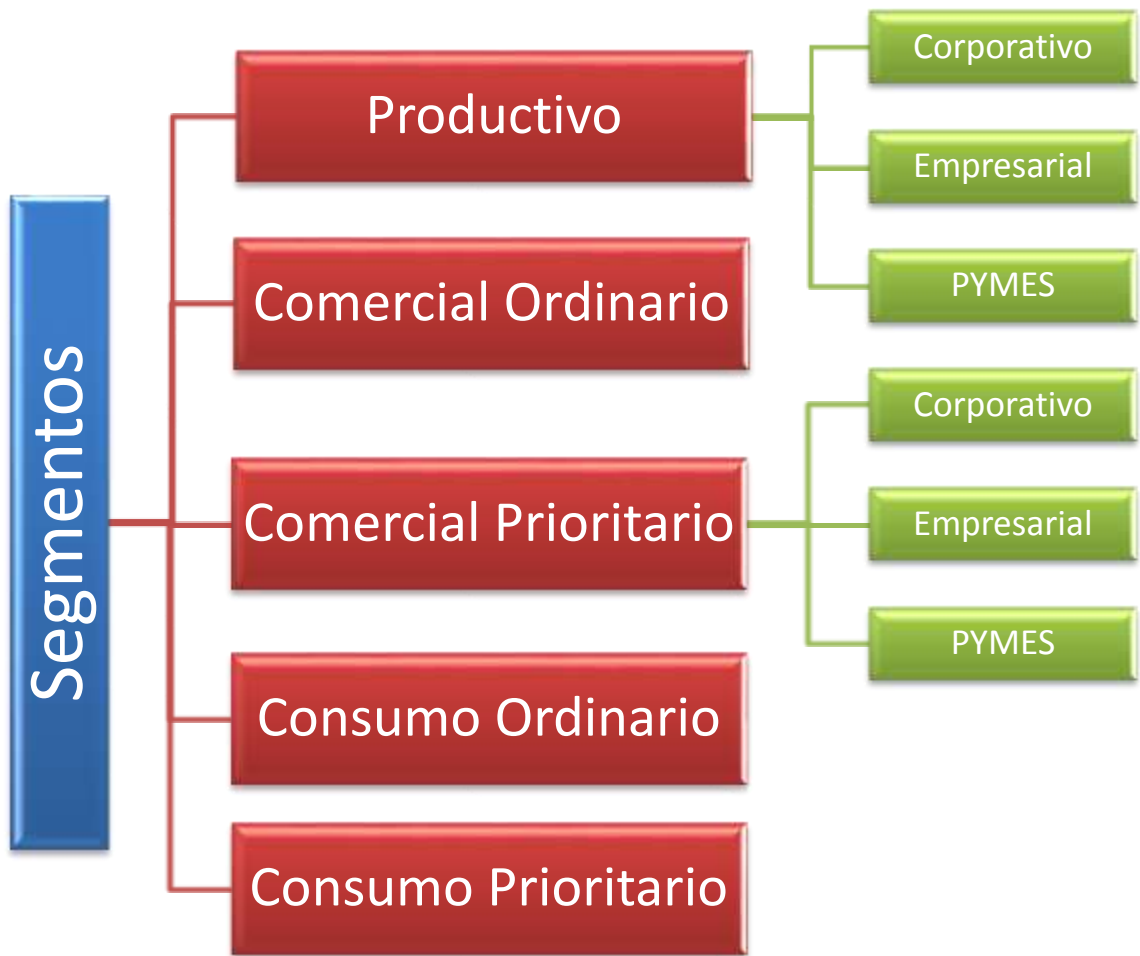 Segmentos
Productivo
Corporativo
Empresarial
PYMES
Comercial Ordinario
Comercial Prioritario
Corporativo
Empresarial
PYMES
Consumo Ordinario
Consumo Prioritario